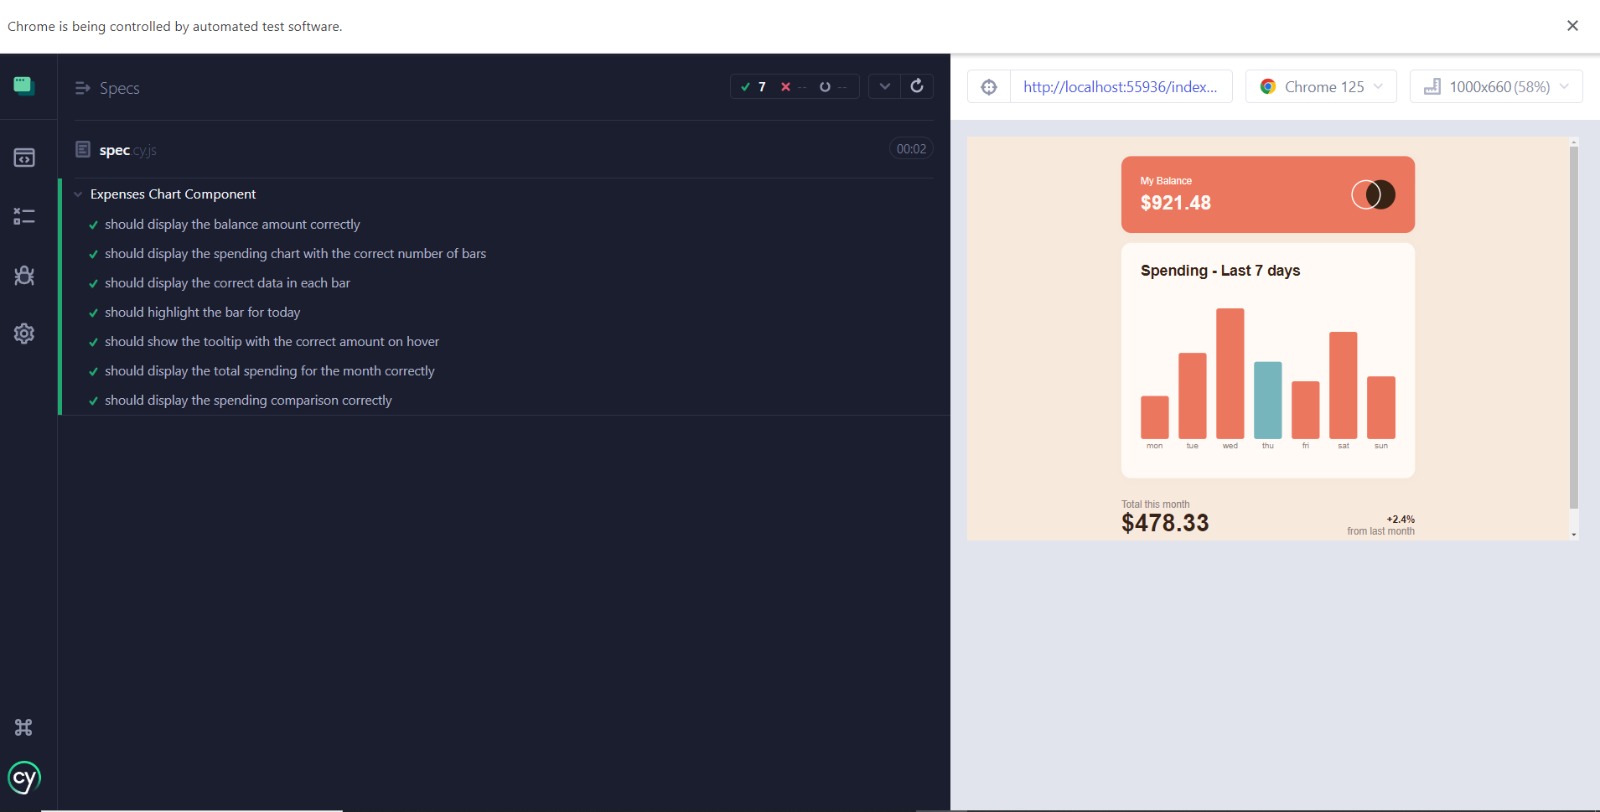 Chrome is being controlled by automated test software.
Specs
7 -- --
spec.cy.js
00:02
Expenses Chart Component
should display the balance amount correctly
should display the spending chart with the correct number of bars
should display the correct data in each bar
should highlight the bar for today
should show the tooltip with the correct amount on hover
should display the total spending for the month correctly
should display the spending comparison correctly
cy
http://localhost:55936/index...
Chrome 125
1000x660 (58%)
My Balance
$921.48
Spending - Last 7 days
mon tue wed thu fri sat sun
Total this month
$478.33
+2.4%
from last month